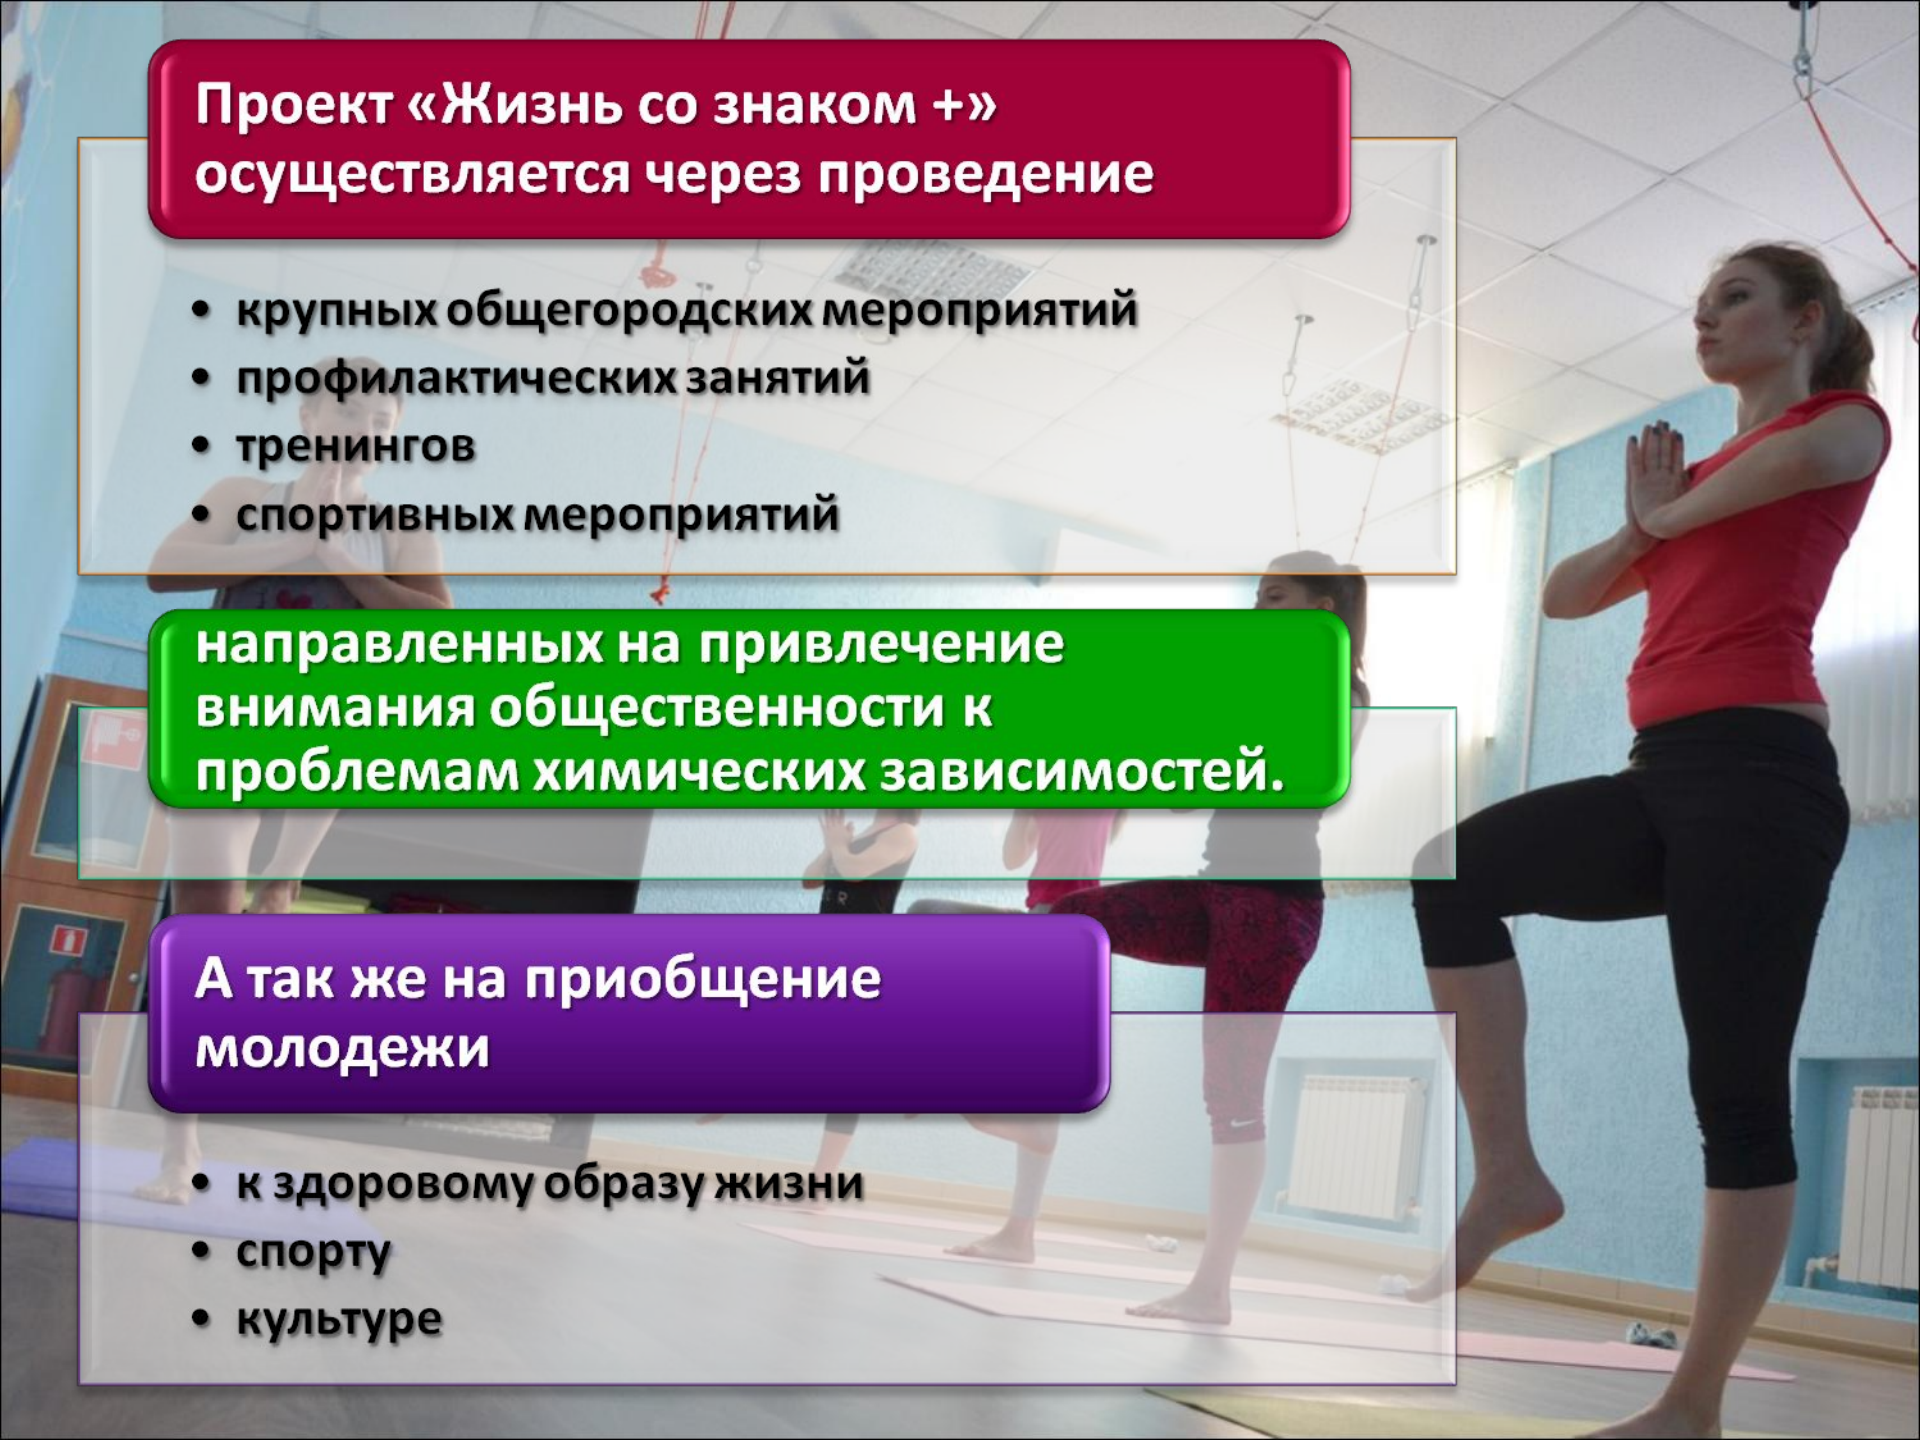 Проект «Жизнь со знаком +»
осуществляется через проведение
• крупных общегородских мероприятий
• профилактических занятий
• тренингов
• спортивных мероприятий
направленных на привлечение
внимания общественности к
проблемам химических зависимостей.
А так же на приобщение
молодежи
• к здоровому образу жизни
• спорту
• культуре